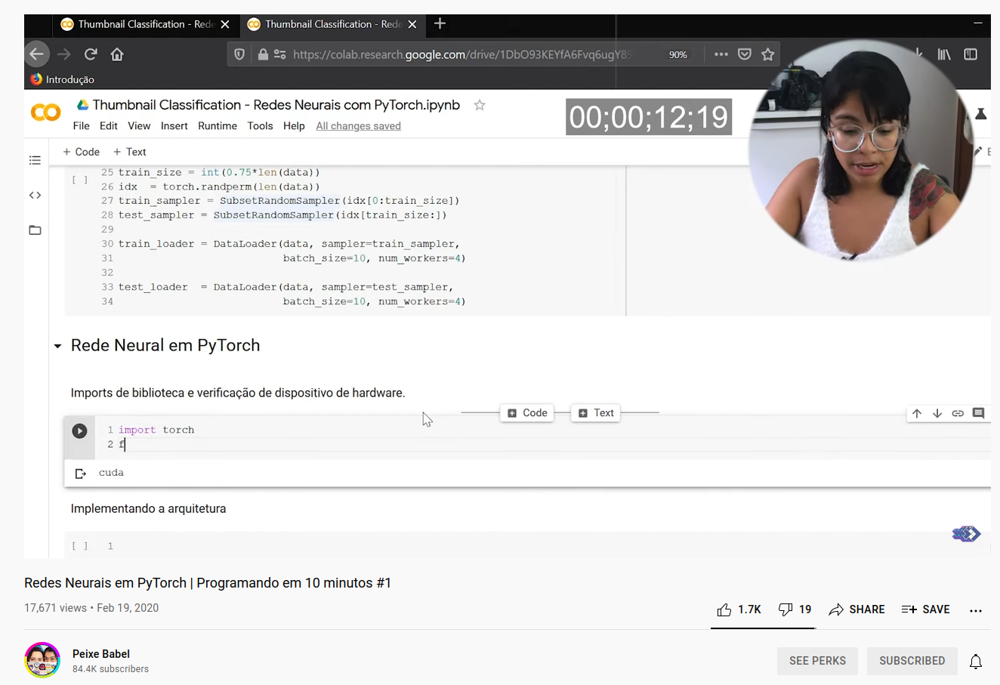 Thumbnail Classification - Rede
Thumbnail Classification - Rede
https://colab.research.google.com/drive/1DbO93KEYfA6Fvq6ugY89
90%
Introdução
Thumbnail Classification - Redes Neurais com PyTorch.ipynb
File Edit View Insert Runtime Tools Help All changes saved
00;00;12;19
+ Code + Text
[ ]
25 train_size = int(0.75*len(data))
26 idx = torch.randperm(len(data))
27 train_sampler = SubsetRandomSampler(idx[0:train_size])
28 test_sampler = SubsetRandomSampler(idx[train_size:])
29
30 train_loader = DataLoader(data, sampler=train_sampler,
31 batch_size=10, num_workers=4)
32
33 test_loader = DataLoader(data, sampler=test_sampler,
34 batch_size=10, num_workers=4)
Rede Neural em PyTorch
Imports de biblioteca e verificação de dispositivo de hardware.
Code Text
1 import torch
2 f
cuda
Implementando a arquitetura
[ ] 1
Redes Neurais em PyTorch | Programando em 10 minutos #1
17,671 views • Feb 19, 2020
1.7K 19 SHARE SAVE
Peixe Babel
84.4K subscribers
SEE PERKS SUBSCRIBED